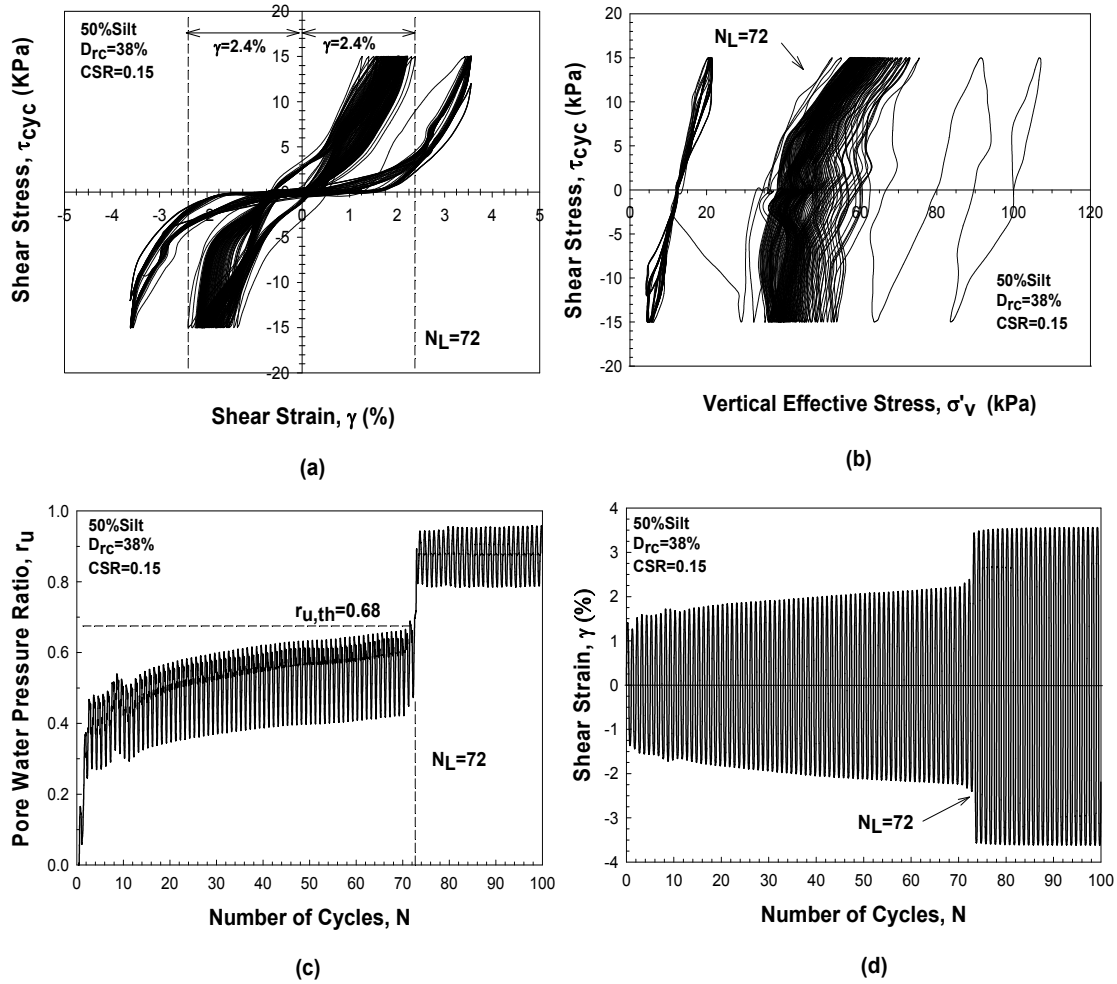 50%Silt
Drc=38%
CSR=0.15
γ=2.4%
γ=2.4%
20
15
10
5
0
-5
-10
-15
-20
-5
-4
-3
-2
-1
0
1
2
3
4
5
Shear Stress, τcyc (KPa)
NL=72
Shear Strain, γ (%)
(a)
NL=72
20
15
10
5
0
-5
-10
-15
-20
0
20
60
80
100
120
Shear Stress, τcyc (kPa)
50%Silt
Drc=38%
CSR=0.15
Vertical Effective Stress, σ'v (kPa)
(b)
50%Silt
Drc=38%
CSR=0.15
ru,th=0.68
NL=72
1.0
0.8
0.6
0.4
0.2
0.0
0
10
20
30
40
50
60
70
80
90
100
Pore Water Pressure Ratio, ru
Number of Cycles, N
(c)
50%Silt
Drc=38%
CSR=0.15
NL=72
4
3
2
1
0
-1
-2
-3
-4
0
10
20
30
40
50
60
70
80
90
100
Shear Strain, γ (%)
Number of Cycles, N
(d)